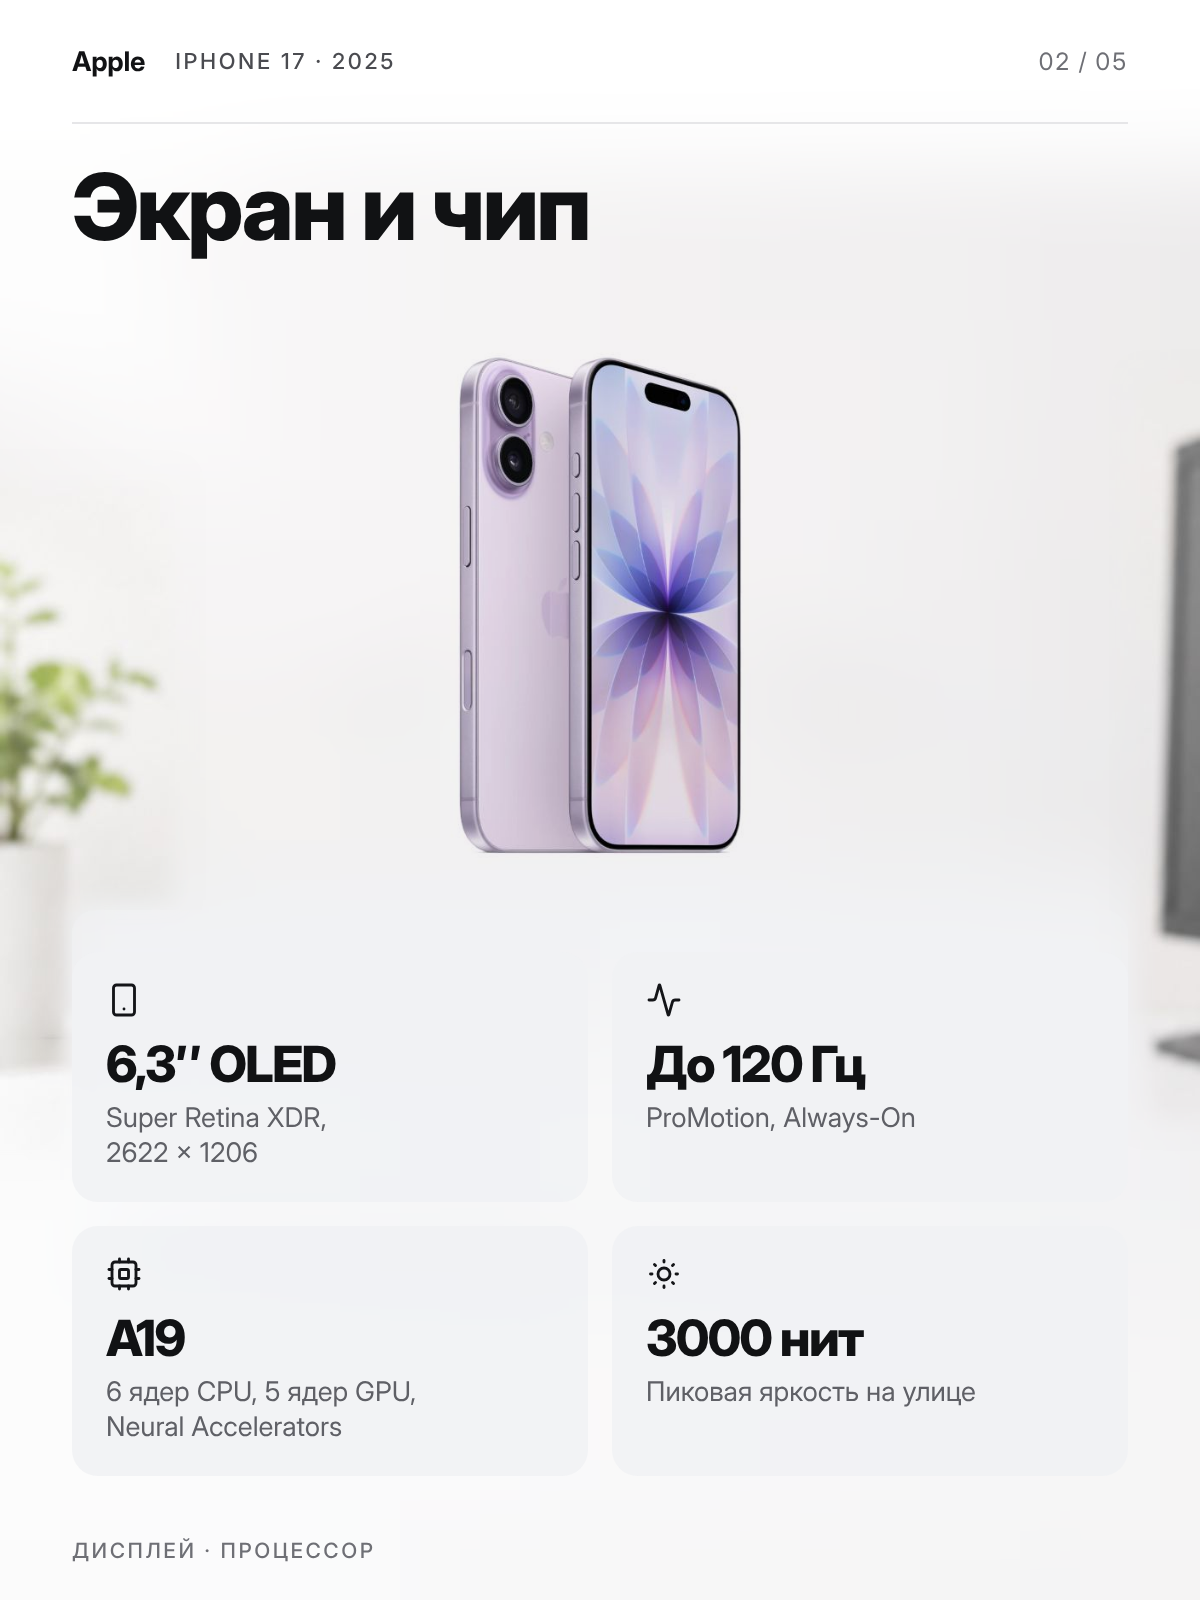 Apple IPHONE 17 · 2025 02 / 05
Экран и чип
6,3″ OLED
Super Retina XDR,
2622 × 1206
До 120 Гц
ProMotion, Always-On
A19
6 ядер CPU, 5 ядер GPU,
Neural Accelerators
3000 нит
Пиковая яркость на улице
ДИСПЛЕЙ · ПРОЦЕССОР